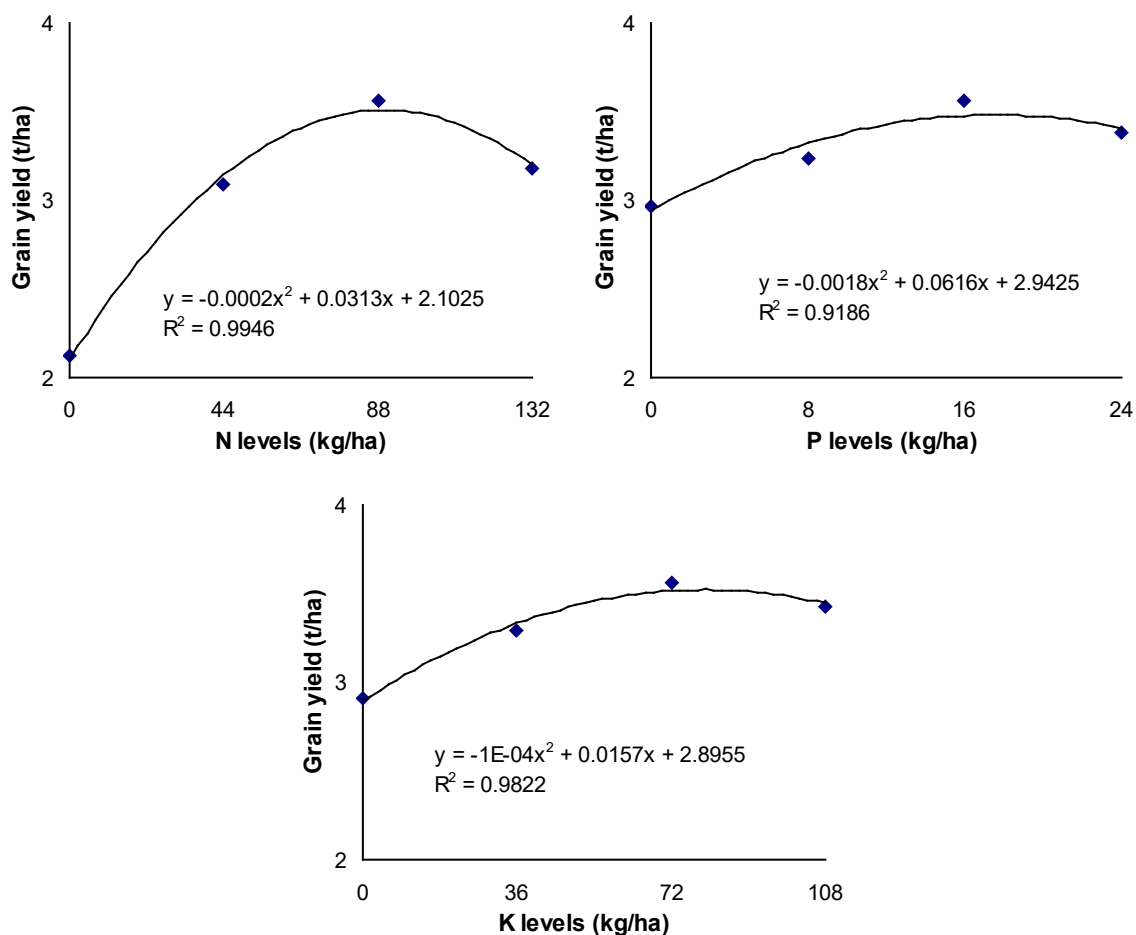 4
3
2
Grain yield (t/ha)
y = -0.0002x² + 0.0313x + 2.1025
R² = 0.9946
0 44 88 132
N levels (kg/ha)
4
3
2
Grain yield (t/ha)
y = -0.0018x² + 0.0616x + 2.9425
R² = 0.9186
0 8 16 24
P levels (kg/ha)
4
3
2
Grain yield (t/ha)
y = -1E-04x² + 0.0157x + 2.8955
R² = 0.9822
0 36 72 108
K levels (kg/ha)